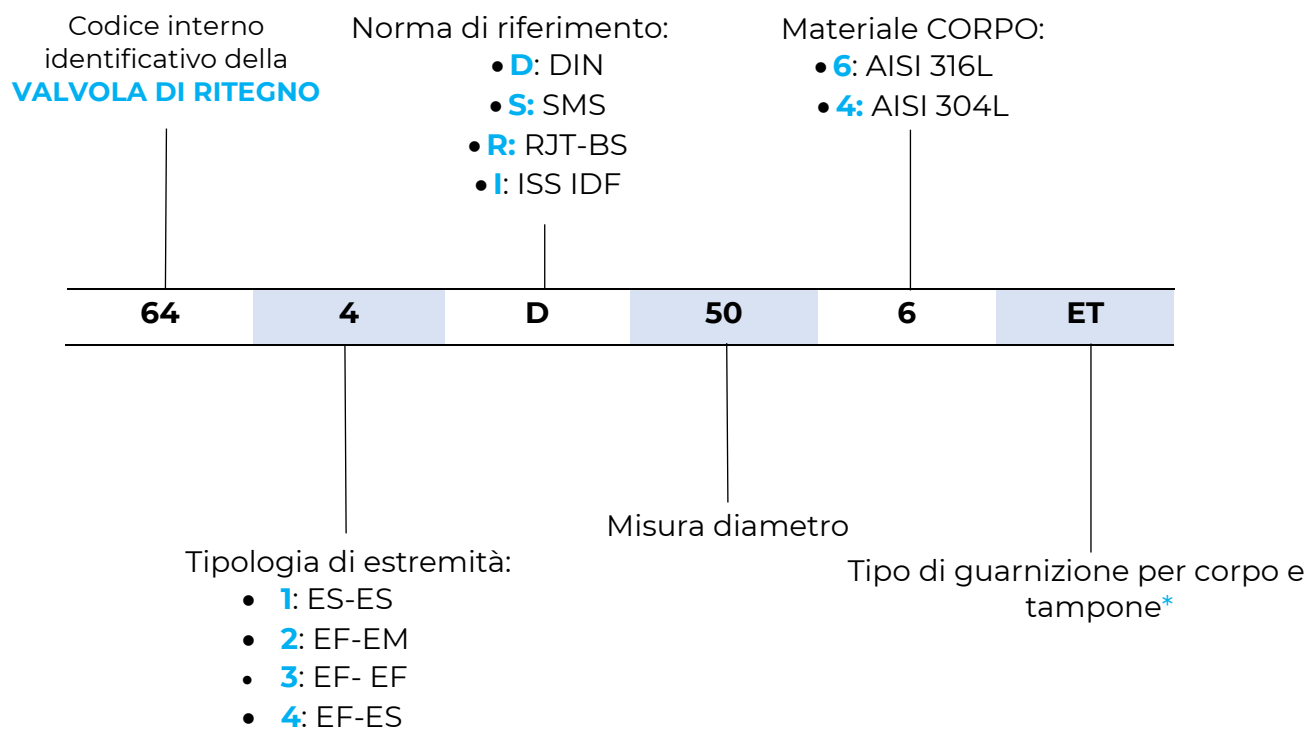 Codice interno
identificativo della
VALVOLA DI RITEGNO
Norma di riferimento:
• D: DIN
• S: SMS
• R: RJT-BS
• I: ISS IDF
Materiale CORPO:
• 6: AISI 316L
• 4: AISI 304L
64 4 D 50 6 ET
Tipologia di estremità:
• 1: ES-ES
• 2: EF-EM
• 3: EF- EF
• 4: EF-ES
Misura diametro
Tipo di guarnizione per corpo e
tampone*